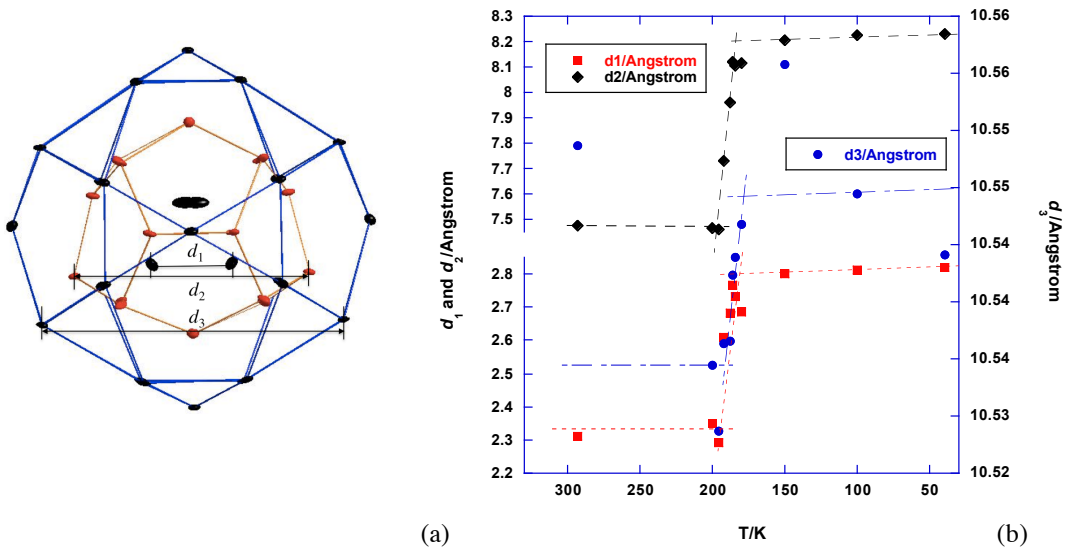 d₁
d₂
d₃
(a)
d₁ and d₂/Angstrom
8.3
8.2
8.1
8
7.9
7.8
7.7
7.6
7.5
2.8
2.7
2.6
2.5
2.4
2.3
2.2
d1/Angstrom
d2/Angstrom
d3/Angstrom
10.56
10.56
10.55
10.55
10.54
10.54
10.54
10.53
10.52
d₃/Angstrom
300 250 200 150 100 50
T/K
(b)